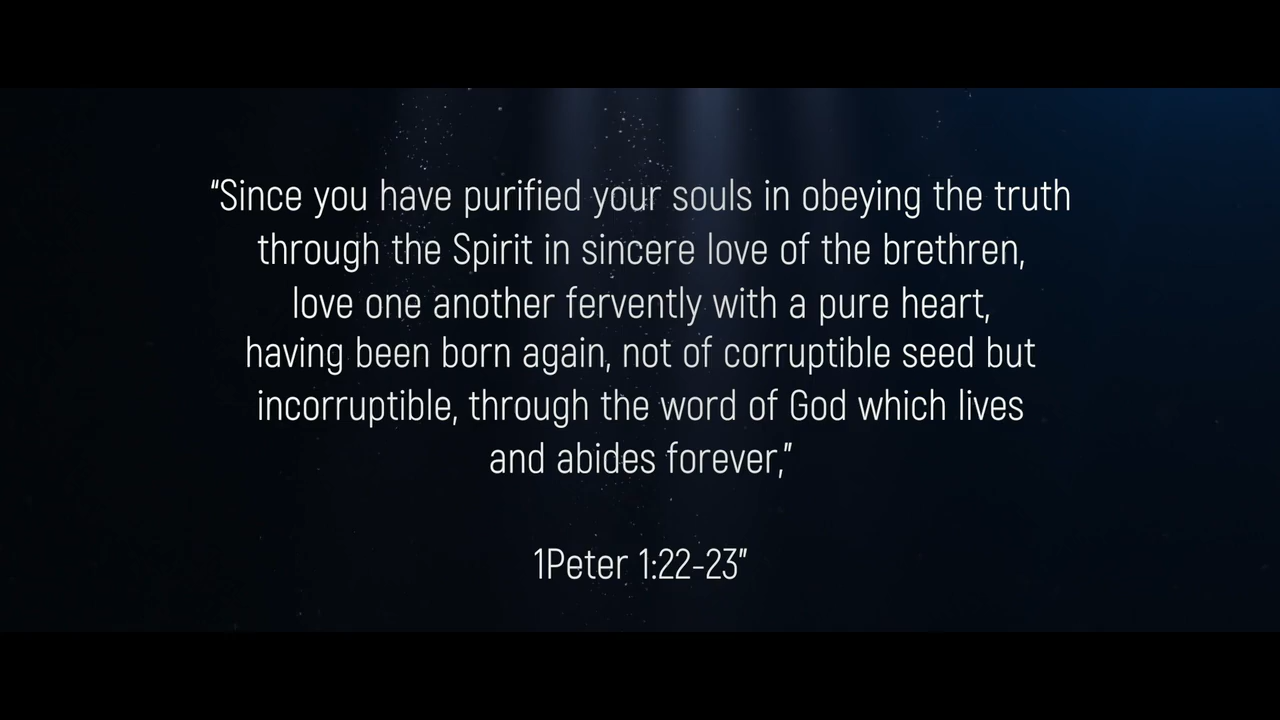 “Since you have purified your souls in obeying the truth
through the Spirit in sincere love of the brethren,
love one another fervently with a pure heart,
having been born again, not of corruptible seed but
incorruptible, through the word of God which lives
and abides forever,”
1Peter 1:22-23”